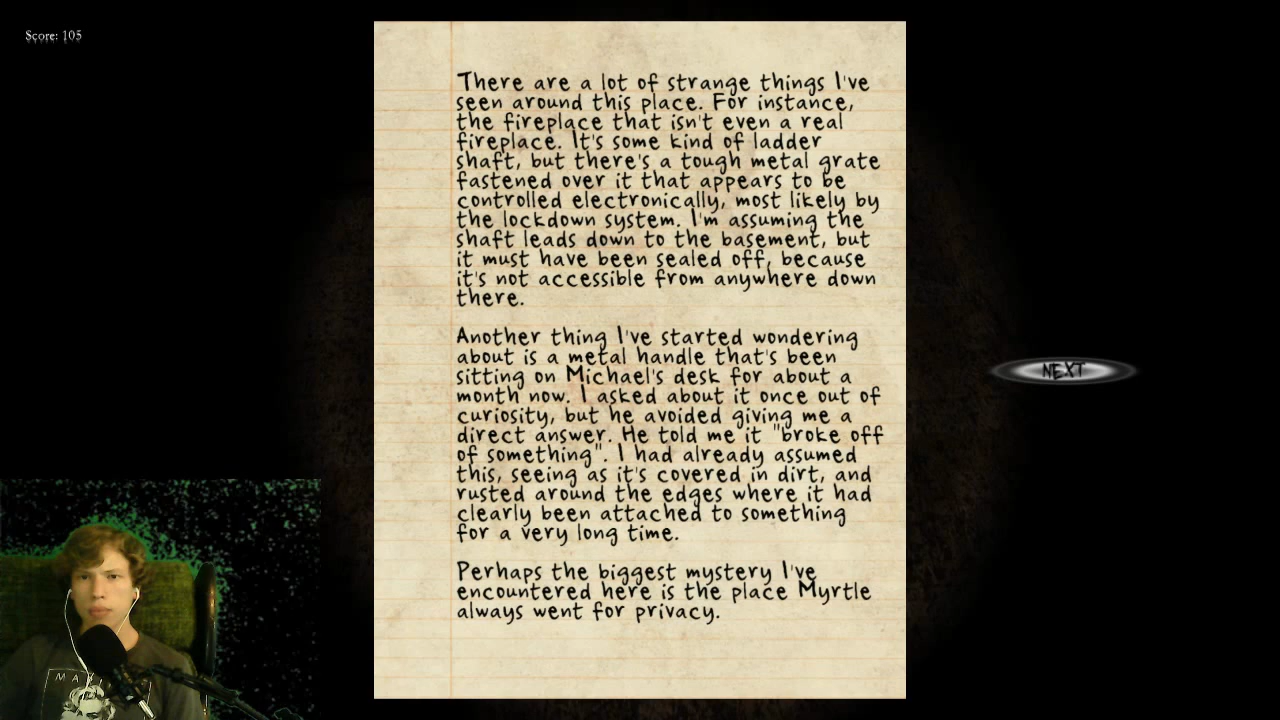 Score: 105
There are a lot of strange things I've
seen around this place. For instance,
the fireplace that isn't even a real
fireplace. It's some kind of ladder
shaft, but there's a tough metal grate
fastened over it that appears to be
controlled electronically, most likely by
the lockdown system. I'm assuming the
shaft leads down to the basement, but
it must have been sealed off, because
it's not accessible from anywhere down
there.
Another thing I've started wondering
about is a metal handle that's been
sitting on Michael's desk for about a
month now. I asked about it once out of
curiosity, but he avoided giving me a
direct answer. He told me it "broke off
of something". I had already assumed
this, seeing as it's covered in dirt, and
rusted around the edges where it had
clearly been attached to something
for a very long time.
Perhaps the biggest mystery I've
encountered here is the place Myrtle
always went for privacy.
NEXT